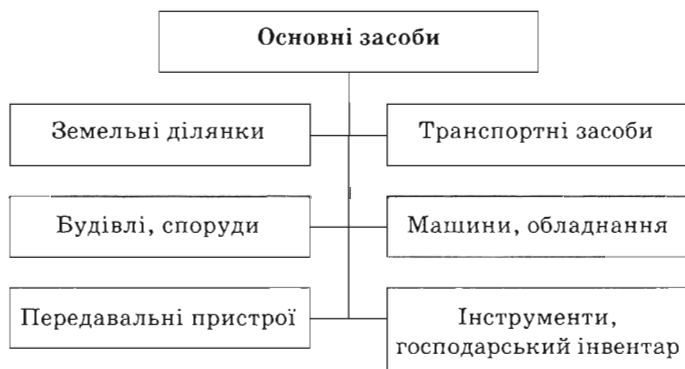 Основні засоби
Земельні ділянки
Транспортні засоби
Будівлі, споруди
Машини, обладнання
Передавальні пристрої
Інструменти,
господарський інвентар